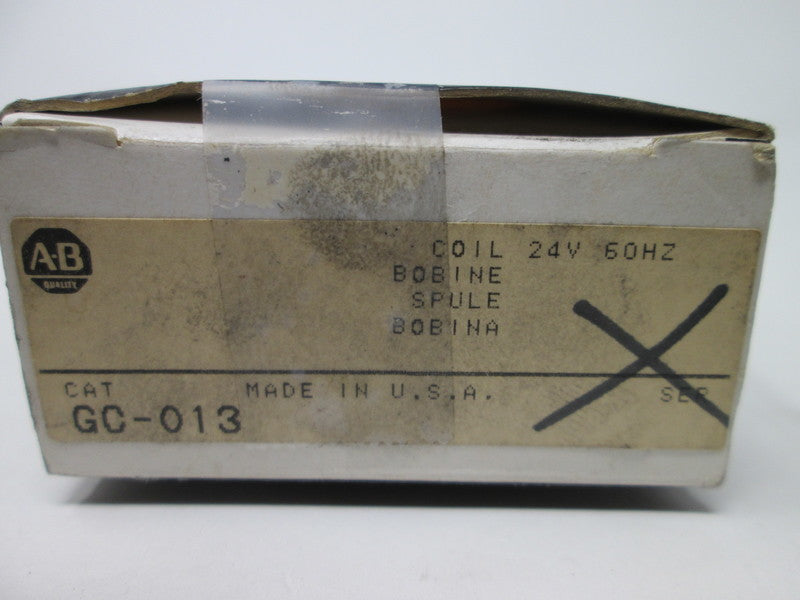 A-B
QUALITY
COIL 24V 60HZ
BOBINE
SPULE
BOBINA
CAT MADE IN U.S.A. SER
GC-013